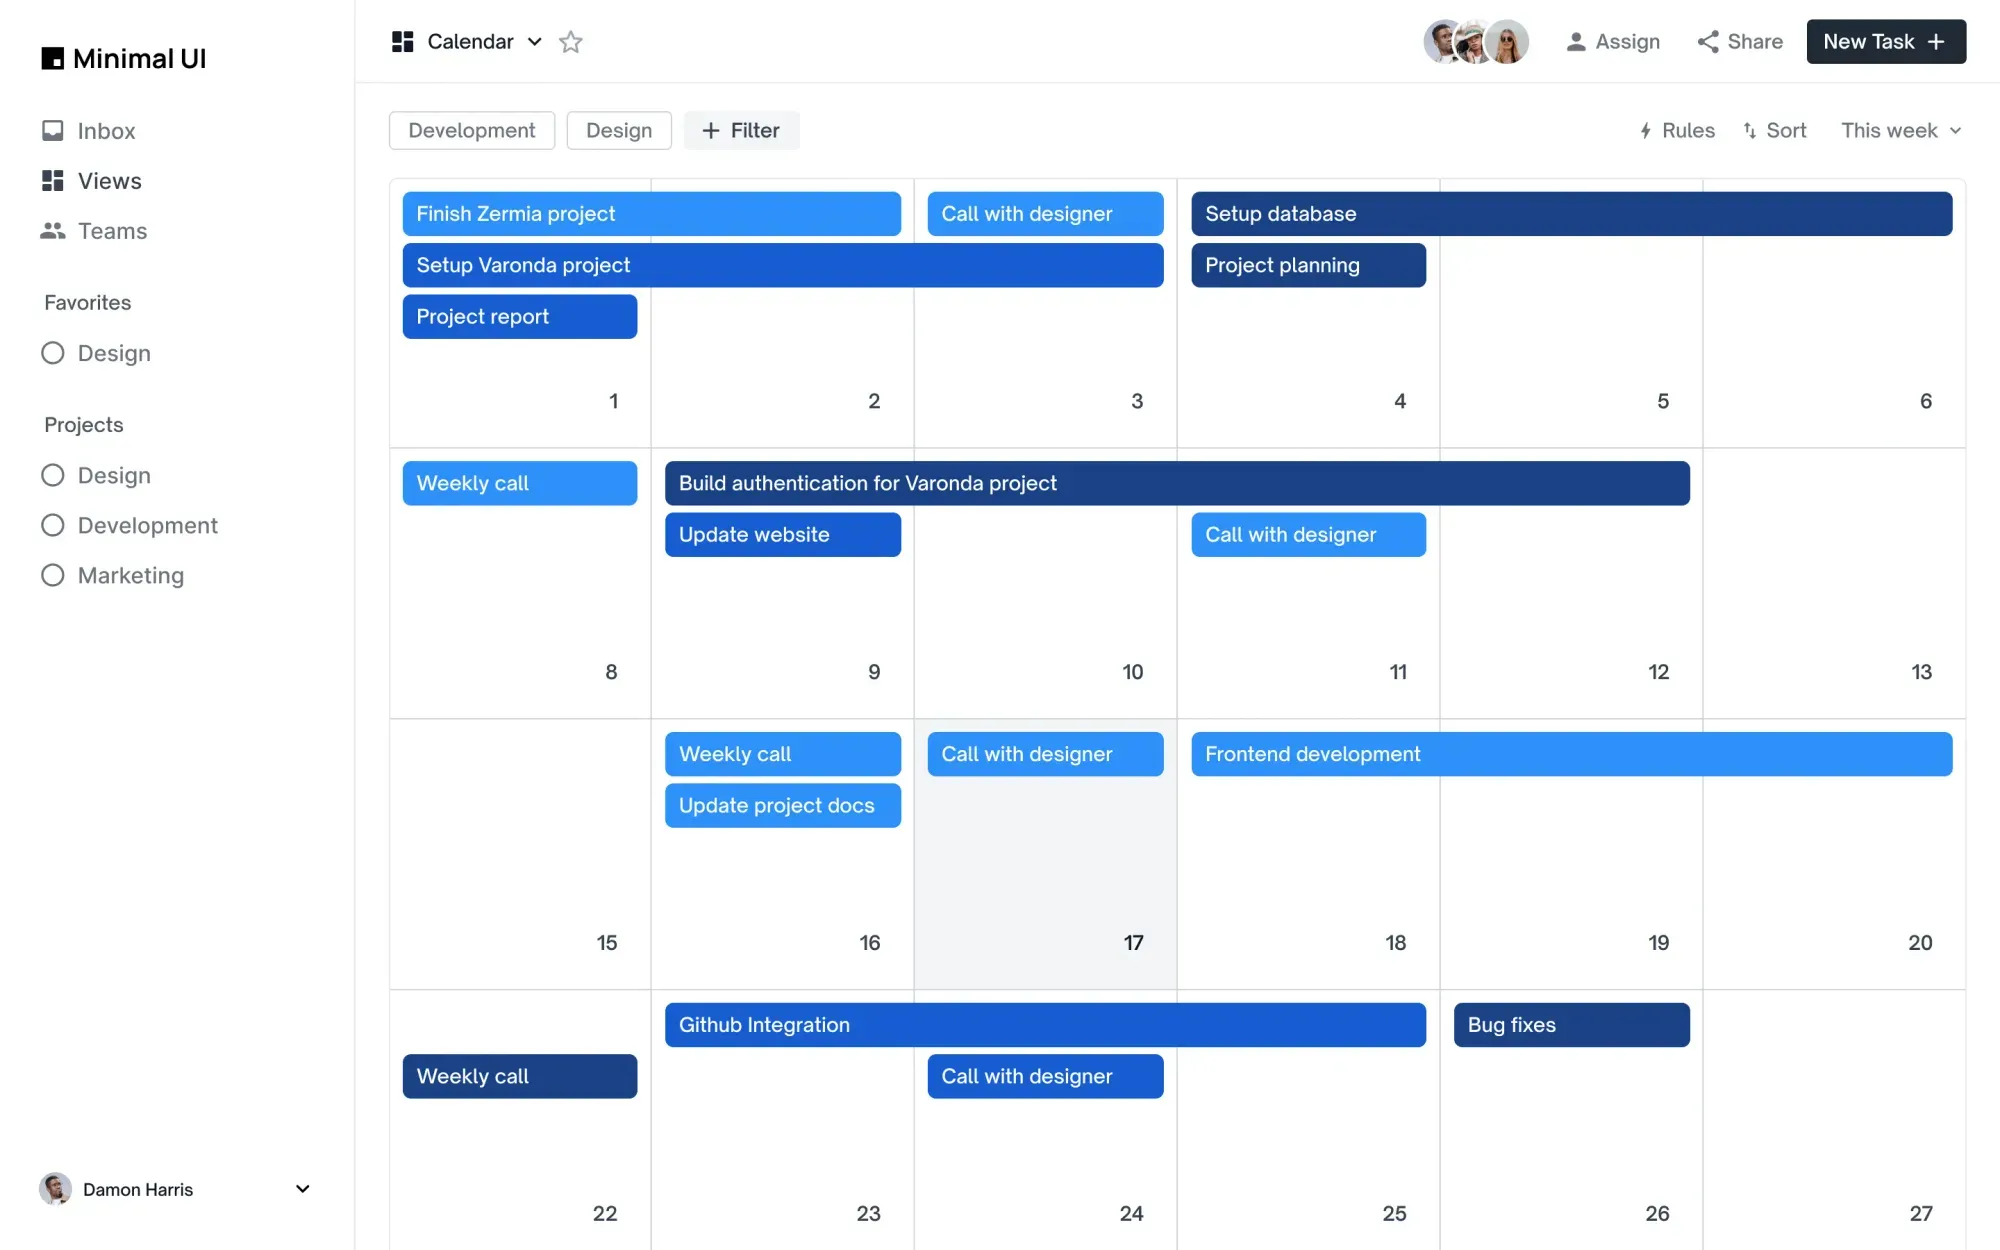 Minimal UI
Inbox
Views
Teams
Favorites
Design
Projects
Design
Development
Marketing
Damon Harris
Calendar
Assign
Share
New Task +
Development
Design
+ Filter
Rules
Sort
This week
Finish Zermia project
Call with designer
Setup database
Setup Varonda project
Project planning
Project report
1
2
3
4
5
6
Weekly call
Build authentication for Varonda project
Update website
Call with designer
8
9
10
11
12
13
Weekly call
Call with designer
Frontend development
Update project docs
15
16
17
18
19
20
Github Integration
Bug fixes
Weekly call
Call with designer
22
23
24
25
26
27